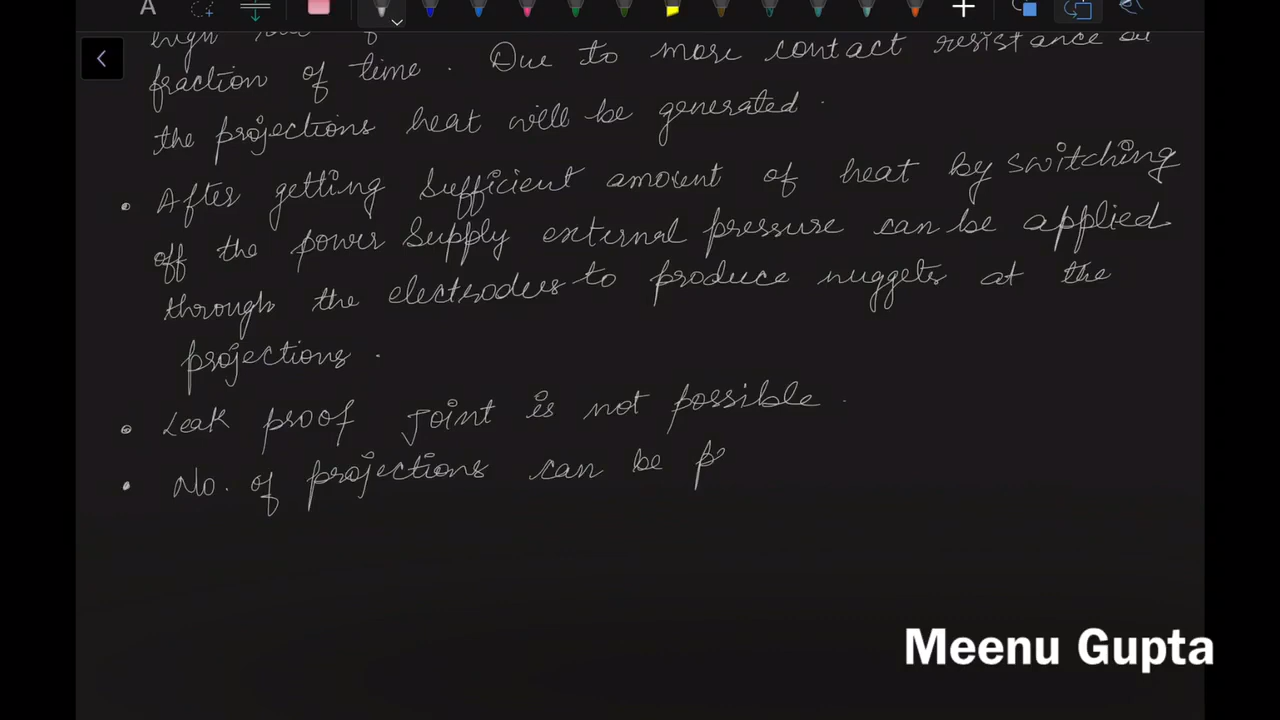 A
high
fraction of time. Due to more contact resistance at
the projections heat will be generated.
• After getting sufficient amount of heat by switching
off the power supply external pressure can be applied
through the electrodes to produce nuggets at the
projections.
• Leak proof Joint is not possible.
• No. of projections can be p
Meenu Gupta